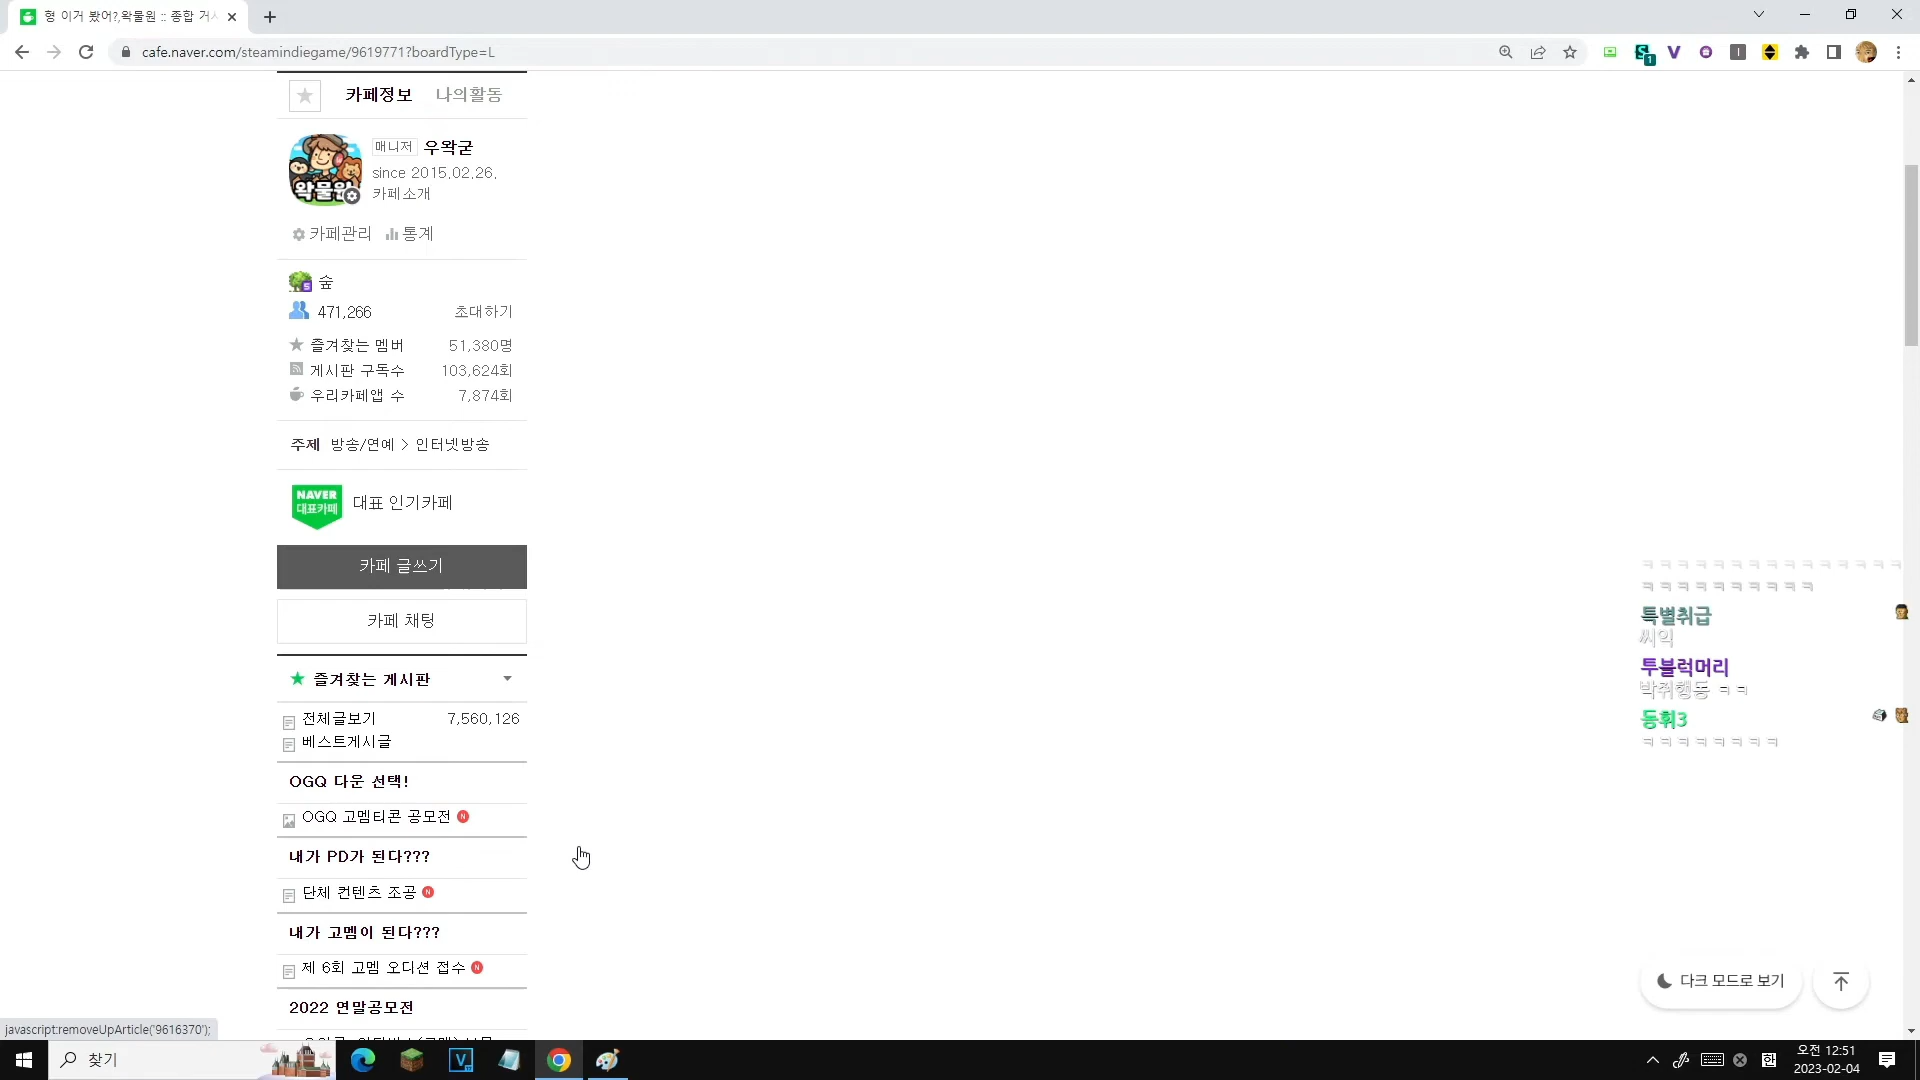 형 이거 봤어?,왁물원 :: 종합 거
cafe.naver.com/steamindiegame/9619771?boardType=L
카페정보 나의활동
매니저 우왁굳
since 2015.02.26.
카페소개
왁물원
카페관리 통계
숲
471,266 초대하기
즐겨찾는 멤버 51,380명
게시판 구독수 103,624회
우리카페앱 수 7,874회
주제 방송/연예 > 인터넷방송
NAVER
대표카페
대표 인기카페
카페 글쓰기
카페 채팅
즐겨찾는 게시판
전체글보기 7,560,126
베스트게시글
OGQ 다운 선택!
OGQ 고멤티콘 공모전 N
내가 PD가 된다???
단체 컨텐츠 조공 N
내가 고멤이 된다???
제 6회 고멤 오디션 접수 N
2022 연말공모전
ㅋㅋㅋㅋㅋㅋㅋㅋㅋㅋㅋㅋㅋㅋㅋ
ㅋㅋㅋㅋㅋㅋㅋㅋㅋㅋ
특별취급
씨익
투블럭머리
박쥐행동 ㅋㅋ
등휘3
ㅋㅋㅋㅋㅋㅋㅋㅋ
다크 모드로 보기
javascript:removeUpArticle('9616370');
찾기
한
오전 12:51
2023-02-04